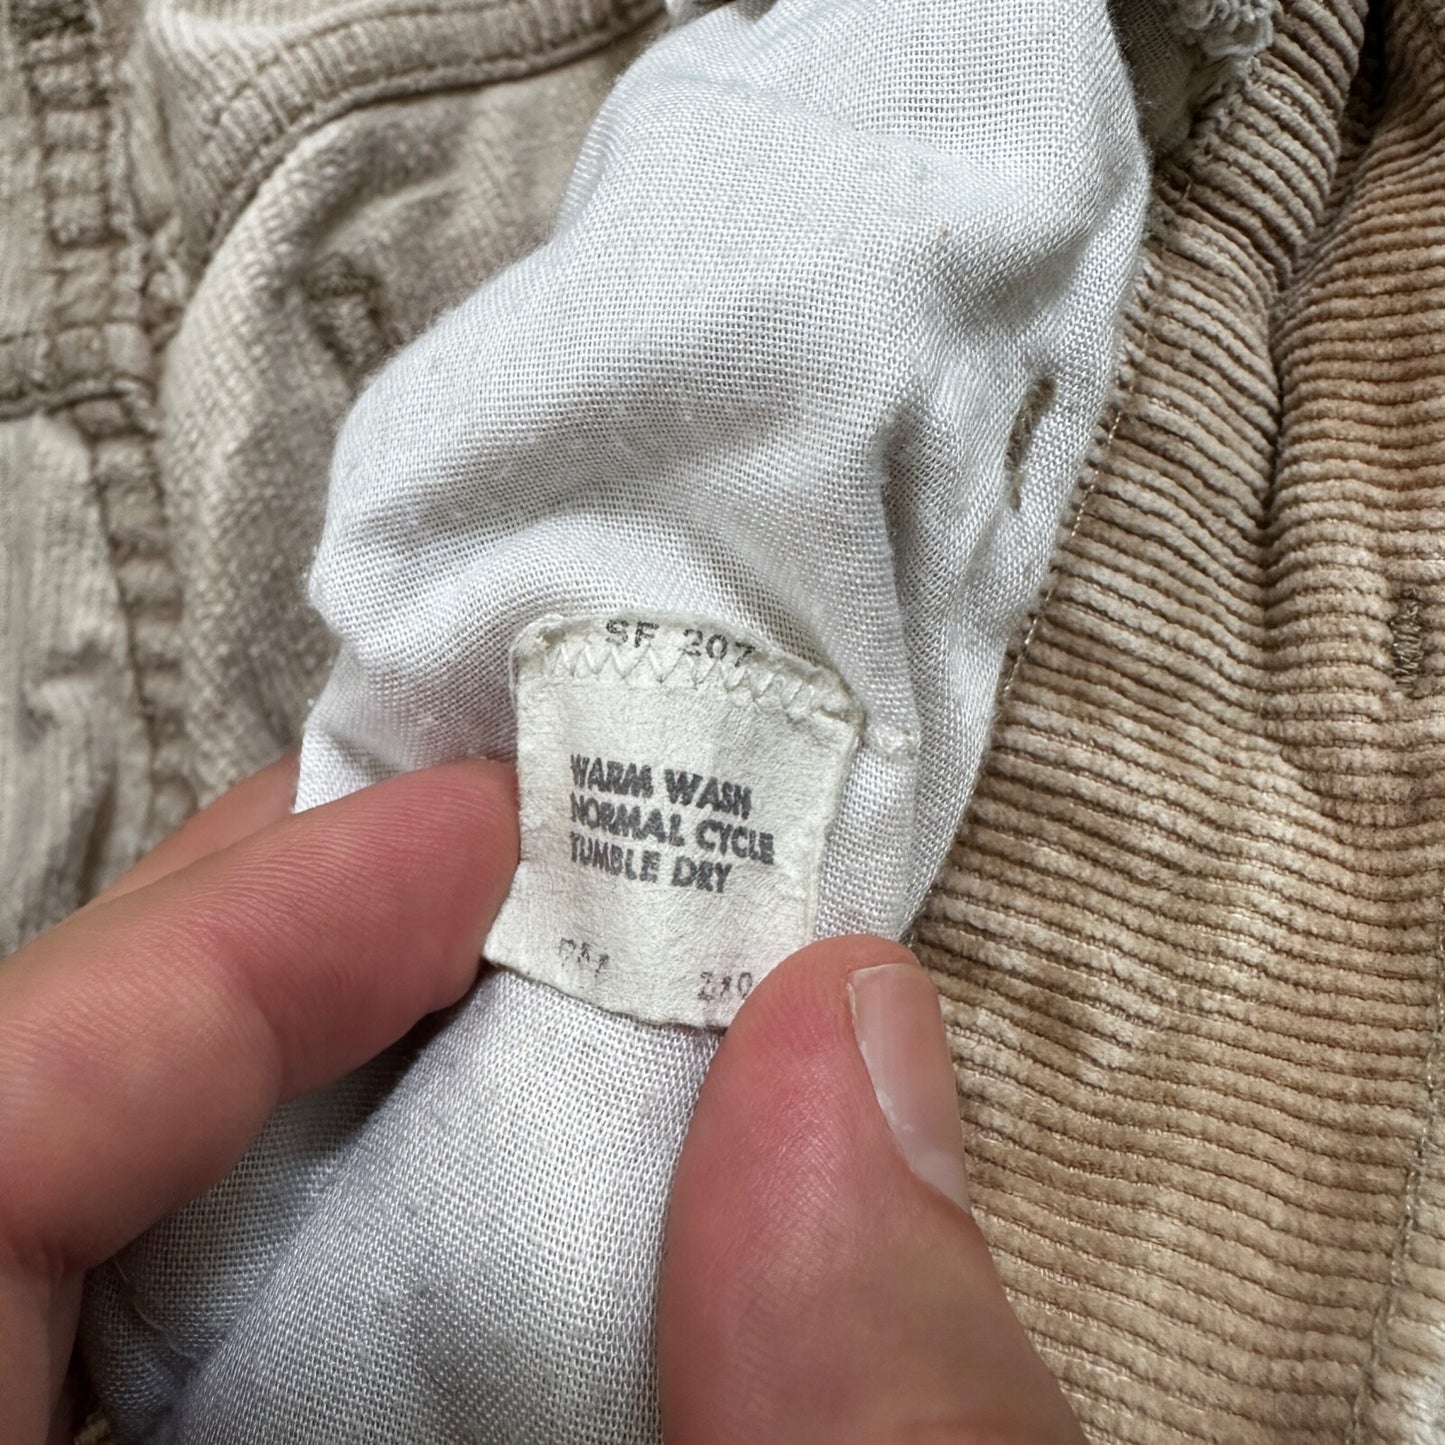 SF 207
WARM WASH
NORMAL CYCLE
TUMBLE DRY